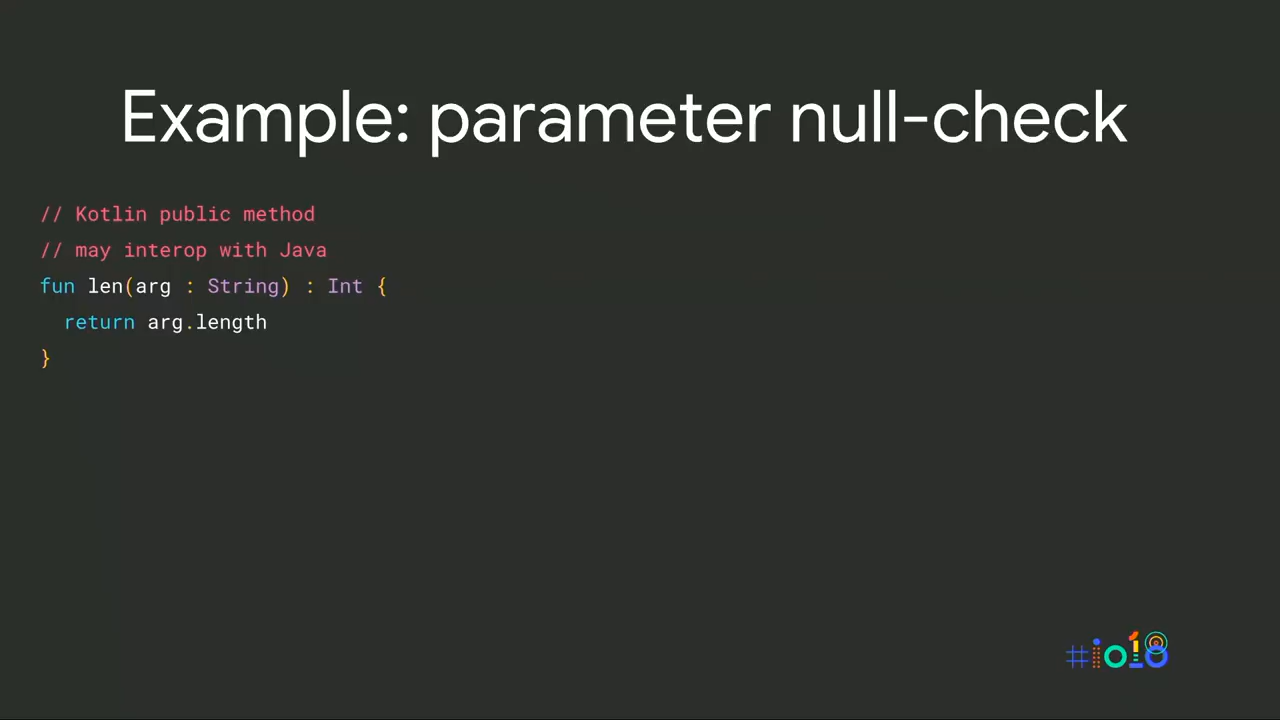 Example: parameter null-check
// Kotlin public method
// may interop with Java
fun len(arg : String) : Int {
  return arg.length
}
#io18